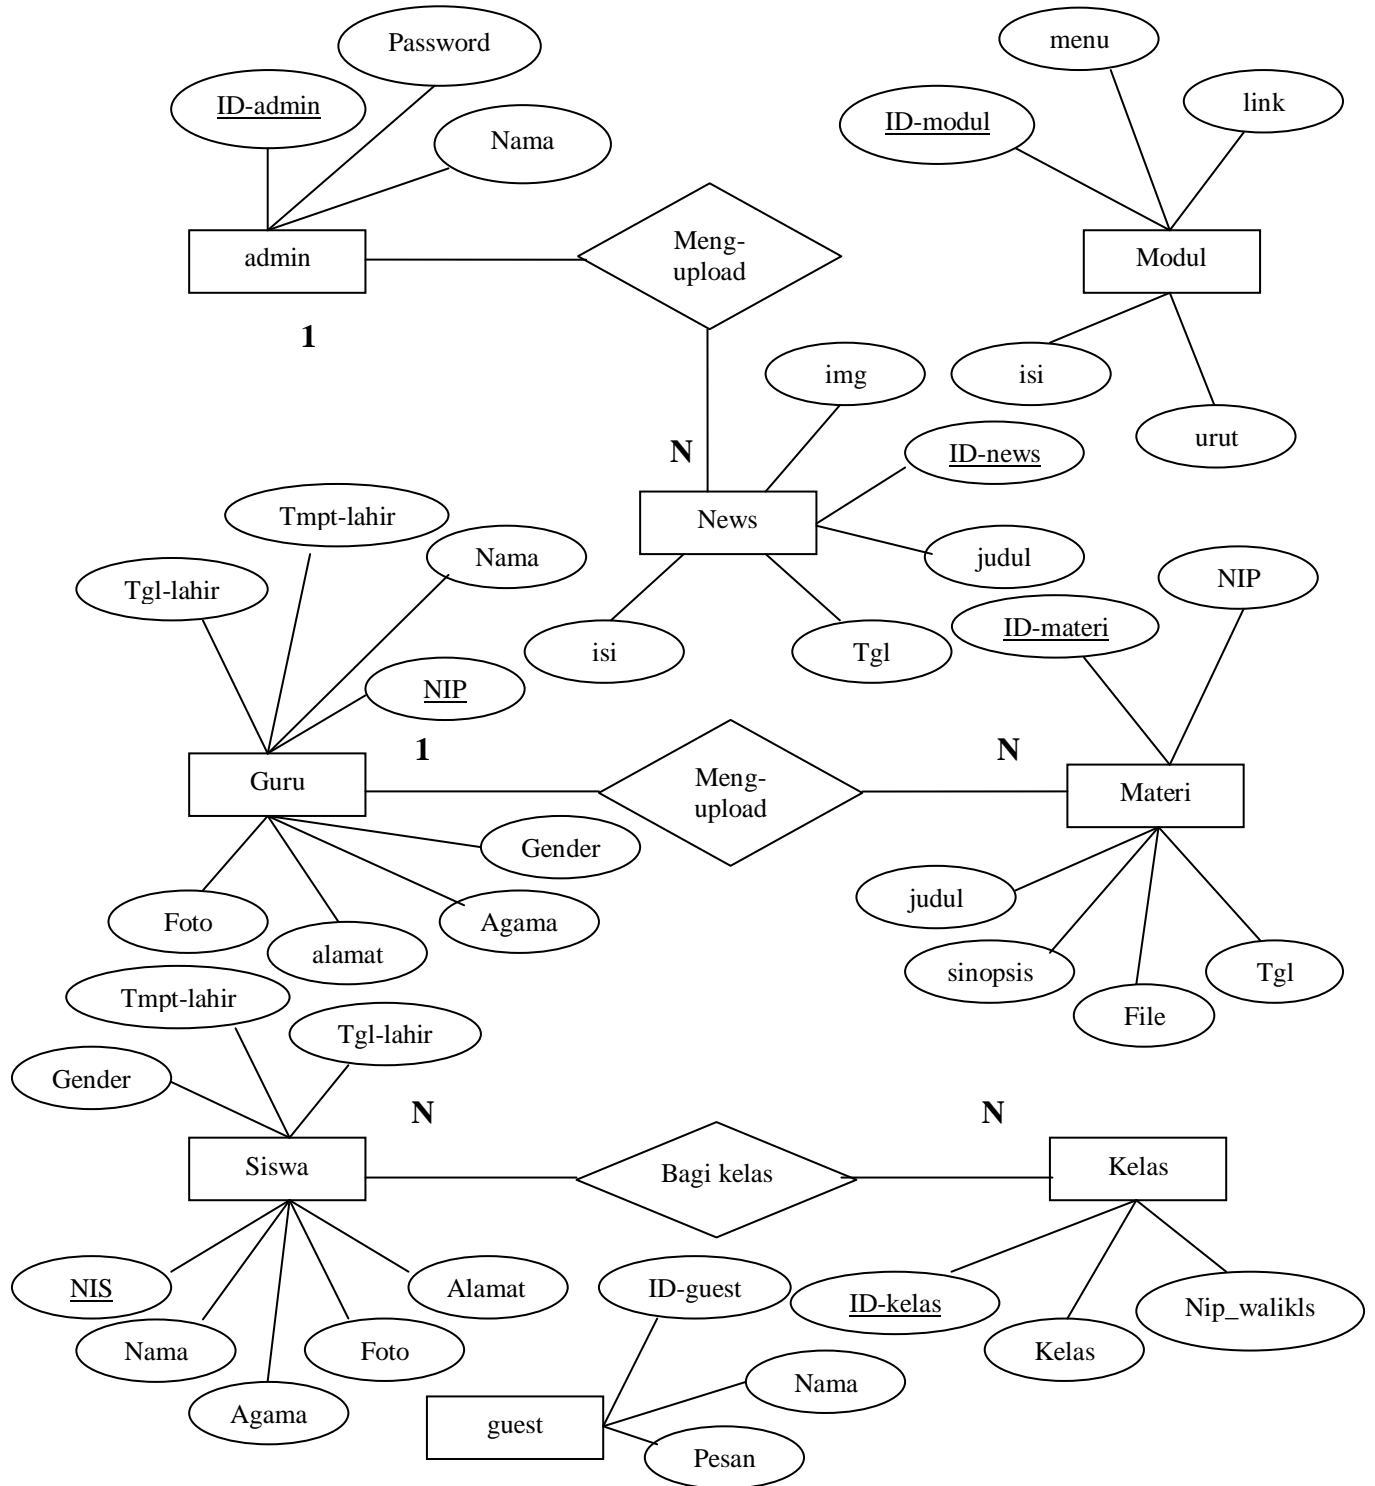 Password
menu
ID-admin
link
ID-modul
Nama
Meng-
upload
admin
Modul
1
img
isi
N
urut
ID-news
Tmpt-lahir
News
Nama
judul
Tgl-lahir
NIP
ID-materi
isi
Tgl
NIP
1
N
Guru
Meng-
upload
Materi
Gender
judul
Foto
Agama
alamat
sinopsis
Tgl
Tmpt-lahir
File
Tgl-lahir
Gender
N
N
Siswa
Bagi kelas
Kelas
NIS
Alamat
ID-guest
ID-kelas
Nip_walikls
Nama
Foto
Kelas
Nama
Agama
guest
Pesan